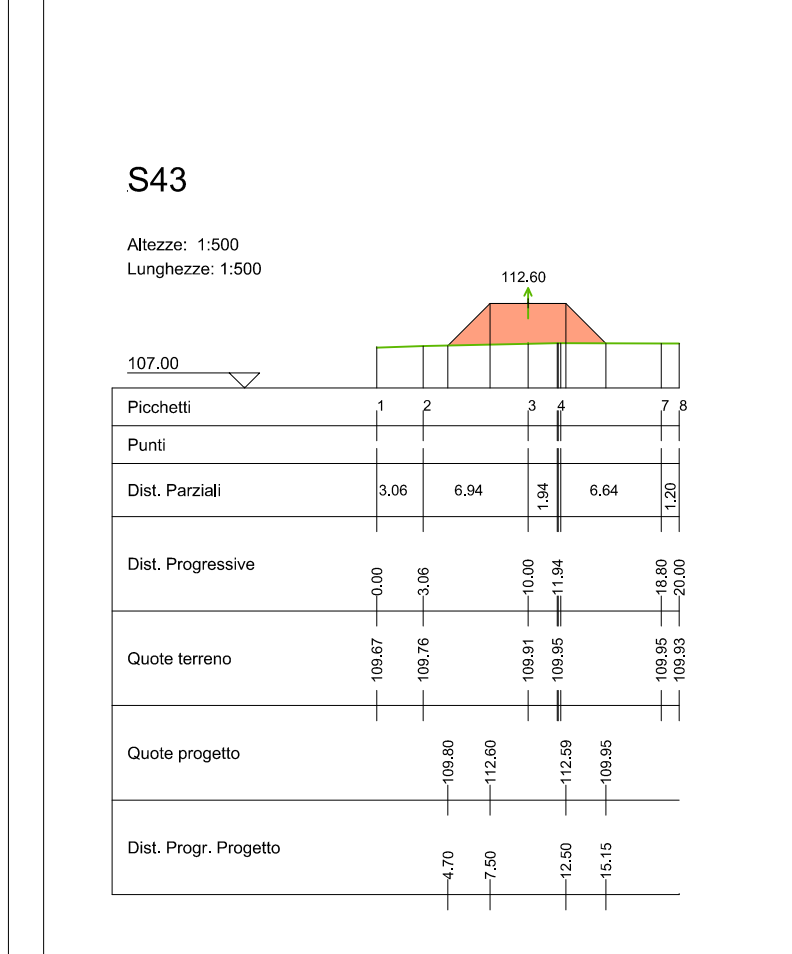 S43
Altezze: 1:500
Lunghezze: 1:500
112.60
107.00
Picchetti 1 2 3 4 7 8
Punti
Dist. Parziali 3.06 6.94 1.94 6.64 1.20
Dist. Progressive 0.00 3.06 10.00 11.94 18.80 20.00
Quote terreno 109.67 109.76 109.91 109.95 109.95 109.93
Quote progetto 109.80 112.60 112.59 109.95
Dist. Progr. Progetto 4.70 7.50 12.50 15.15